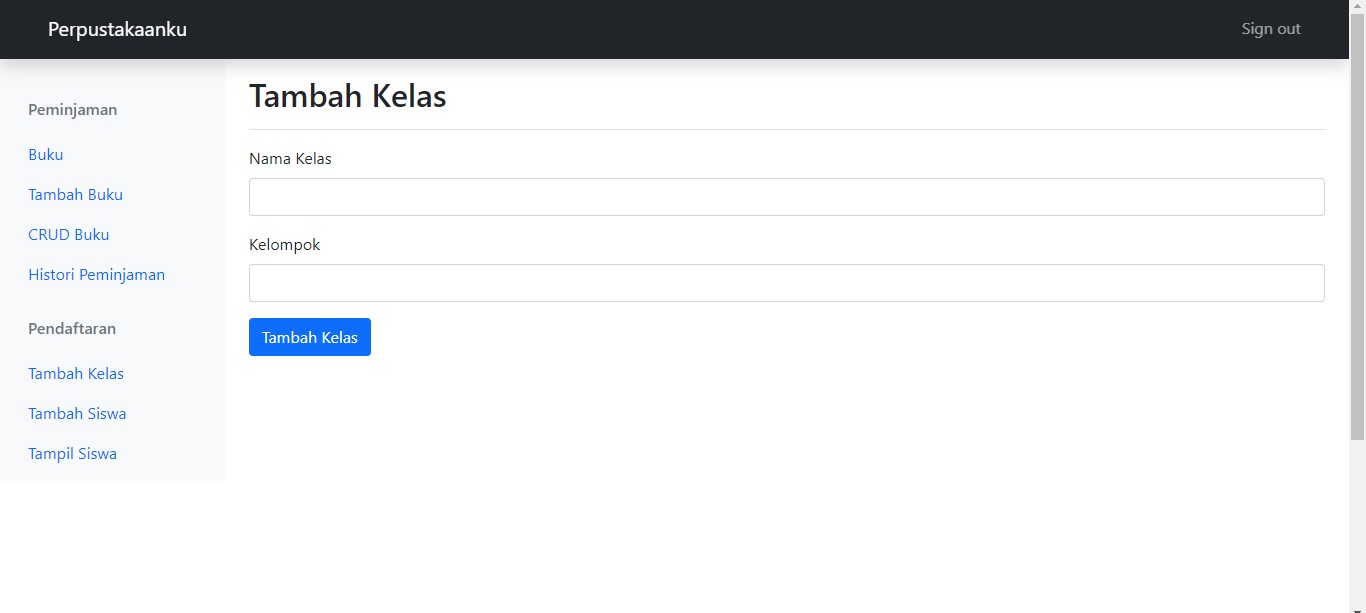 Perpustakaanku
Sign out
Peminjaman
Buku
Tambah Buku
CRUD Buku
Histori Peminjaman
Pendaftaran
Tambah Kelas
Tambah Siswa
Tampil Siswa
Tambah Kelas
Nama Kelas
Kelompok
Tambah Kelas